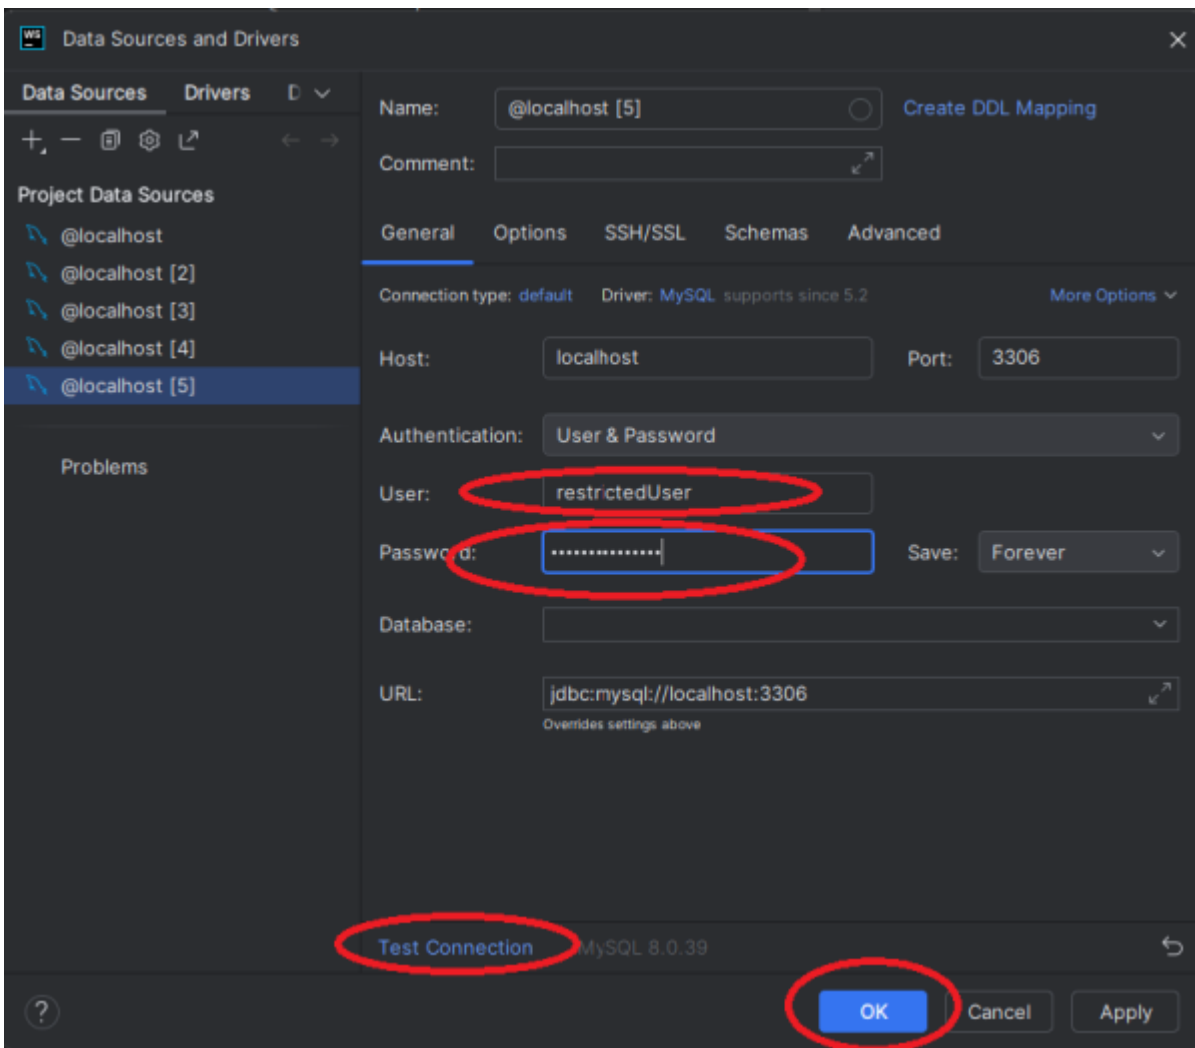 WS
Data Sources and Drivers
Data Sources Drivers D
Name: @localhost [5] Create DDL Mapping
Comment:
Project Data Sources
@localhost
@localhost [2]
@localhost [3]
@localhost [4]
@localhost [5]
Problems
General Options SSH/SSL Schemas Advanced
Connection type: default Driver: MySQL supports since 5.2 More Options
Host: localhost Port: 3306
Authentication: User & Password
User: restrictedUser
Password: Save: Forever
Database:
URL: jdbc:mysql://localhost:3306
Overrides settings above
Test Connection MySQL 8.0.39
? OK Cancel Apply